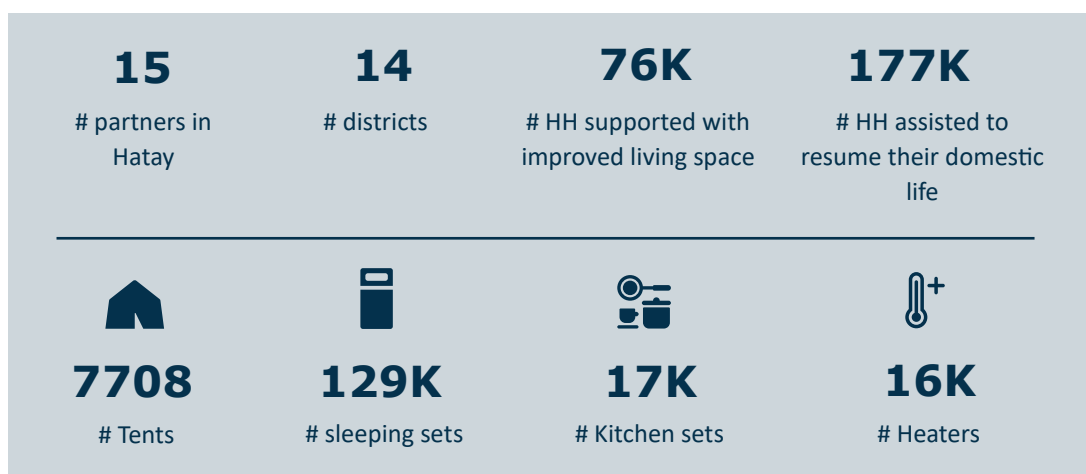 15
# partners in
Hatay
14
# districts
76K
# HH supported with
improved living space
177K
# HH assisted to
resume their domestic
life
7708
# Tents
129K
# sleeping sets
17K
# Kitchen sets
16K
# Heaters